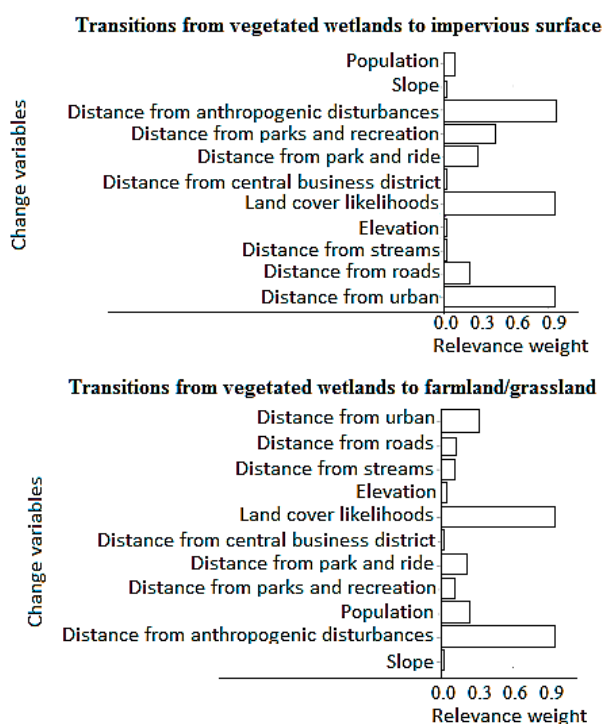 Transitions from vegetated wetlands to impervious surface
Change variables
Population
Slope
Distance from anthropogenic disturbances
Distance from parks and recreation
Distance from park and ride
Distance from central business district
Land cover likelihoods
Elevation
Distance from streams
Distance from roads
Distance from urban
0.0 0.3 0.6 0.9
Relevance weight
Transitions from vegetated wetlands to farmland/grassland
Change variables
Distance from urban
Distance from roads
Distance from streams
Elevation
Land cover likelihoods
Distance from central business district
Distance from park and ride
Distance from parks and recreation
Population
Distance from anthropogenic disturbances
Slope
0.0 0.3 0.6 0.9
Relevance weight